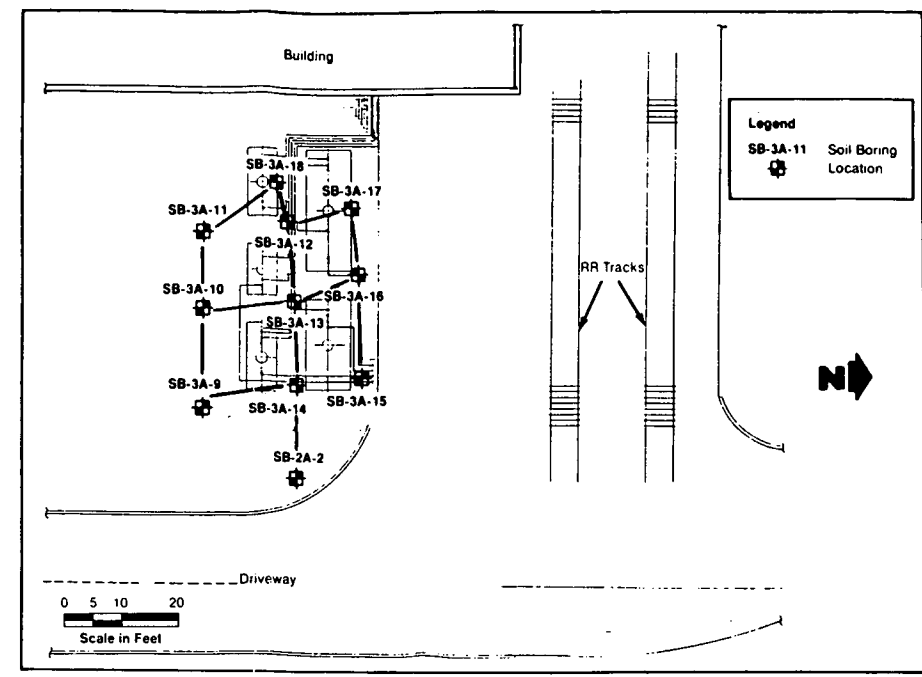 Building
Legend
SB-3A-11 Soil Boring
Location
SB-3A-18
SB-3A-17
SB-3A-11
SB-3A-12
RR Tracks
SB-3A-10
SB-3A-16
SB-3A-13
N
SB-3A-9
SB-3A-14
SB-3A-15
SB-2A-2
Driveway
0 5 10 20
Scale in Feet